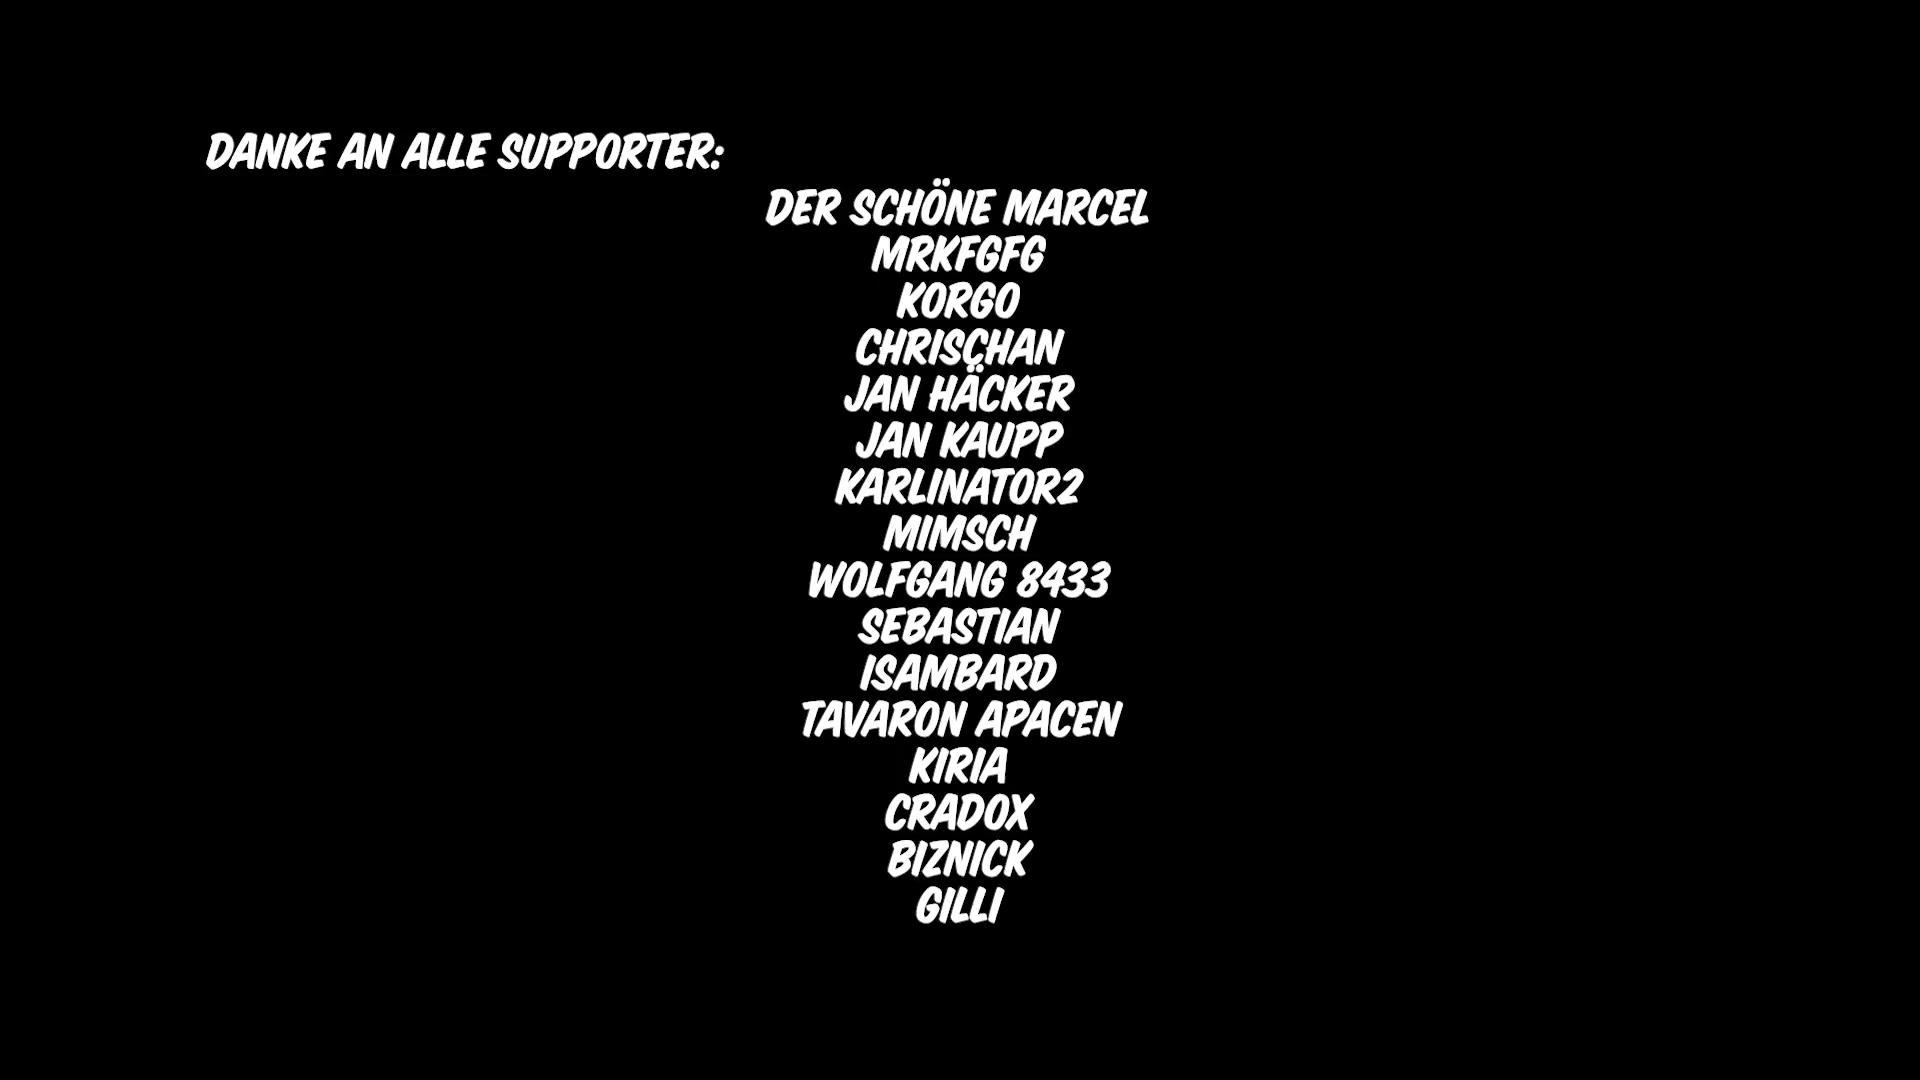 DANKE AN ALLE SUPPORTER:
DER SCHÖNE MARCEL
MRKFGFG
KORGO
CHRISCHAN
JAN HÄCKER
JAN KAUPP
KARLINATOR2
MIMSCH
WOLFGANG 8433
SEBASTIAN
ISAMBARD
TAVARON APACEN
KIRIA
CRADOX
BIZNICK
GILLI